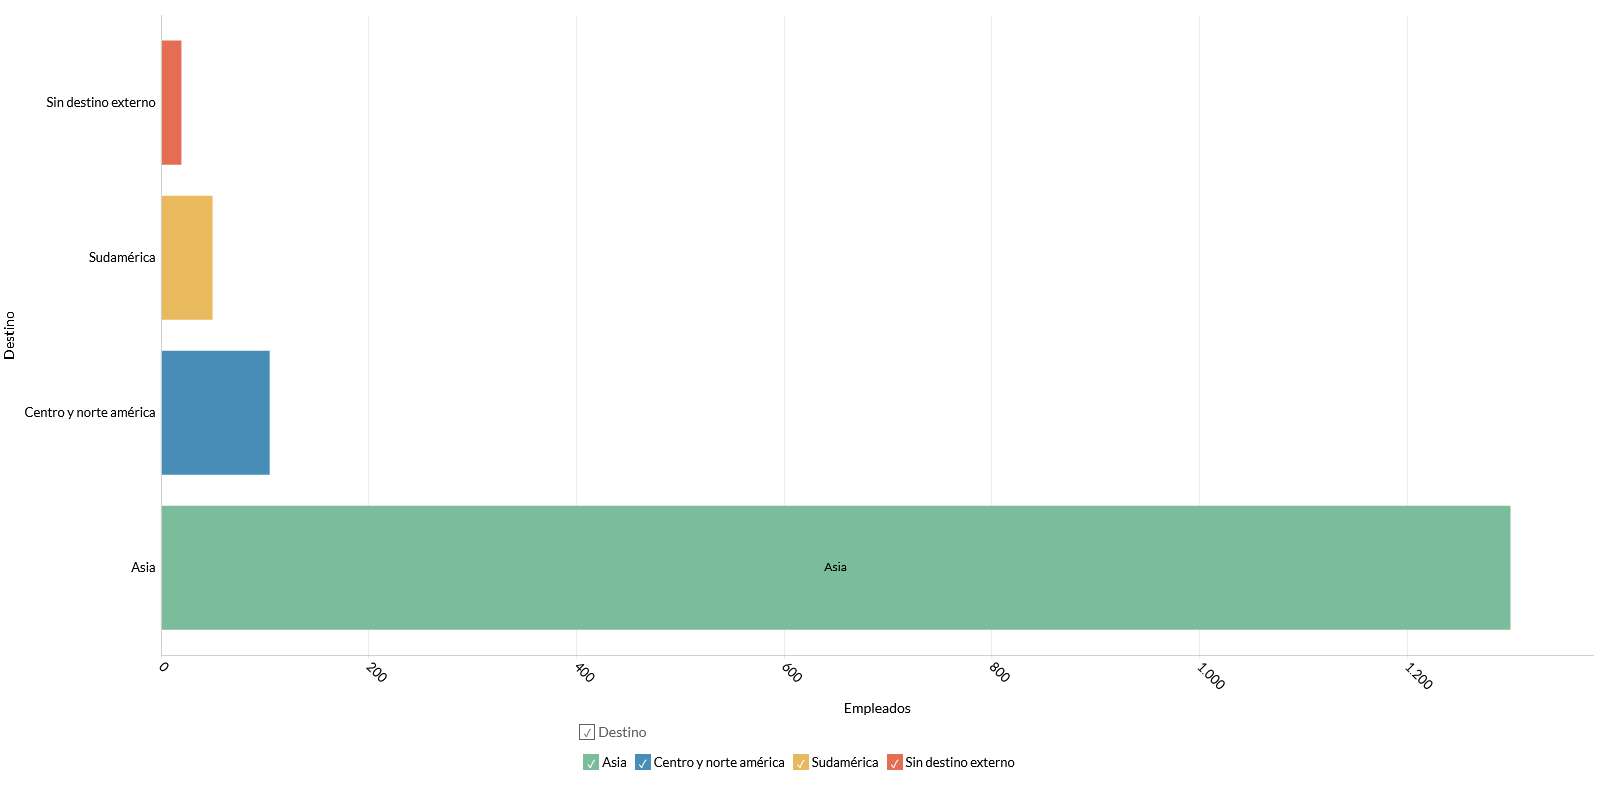 Sin destino externo
Sudamérica
Destino
Centro y norte américa
Asia
Asia
0
200
400
600
800
1.000
1.200
Empleados
Destino
Asia Centro y norte américa Sudamérica Sin destino externo